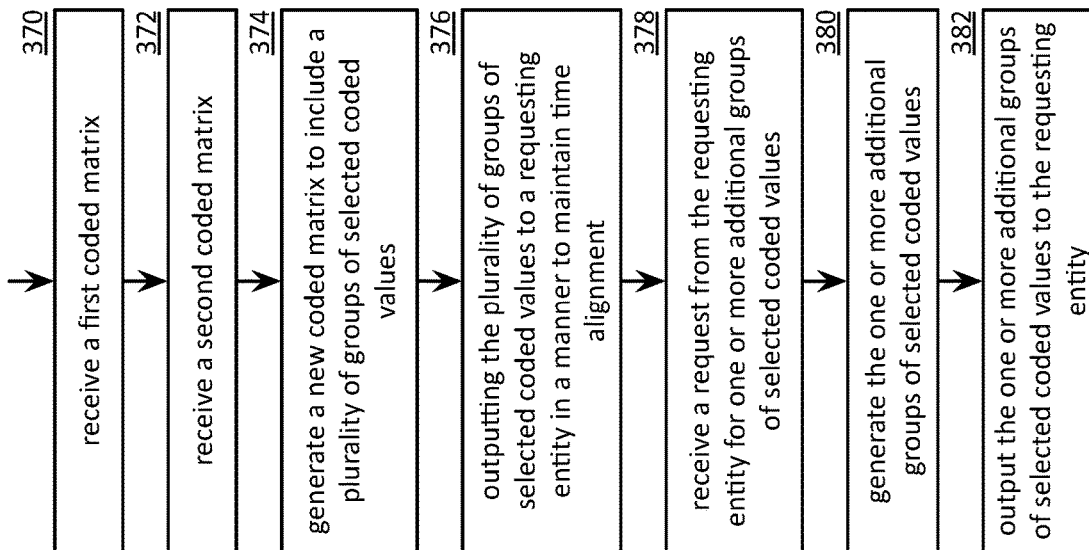 370
receive a first coded matrix
372
receive a second coded matrix
374
generate a new coded matrix to include a
plurality of groups of selected coded
values
376
outputting the plurality of groups of
selected coded values to a requesting
entity in a manner to maintain time
alignment
378
receive a request from the requesting
entity for one or more additional groups
of selected coded values
380
generate the one or more additional
groups of selected coded values
382
output the one or more additional groups
of selected coded values to the requesting
entity